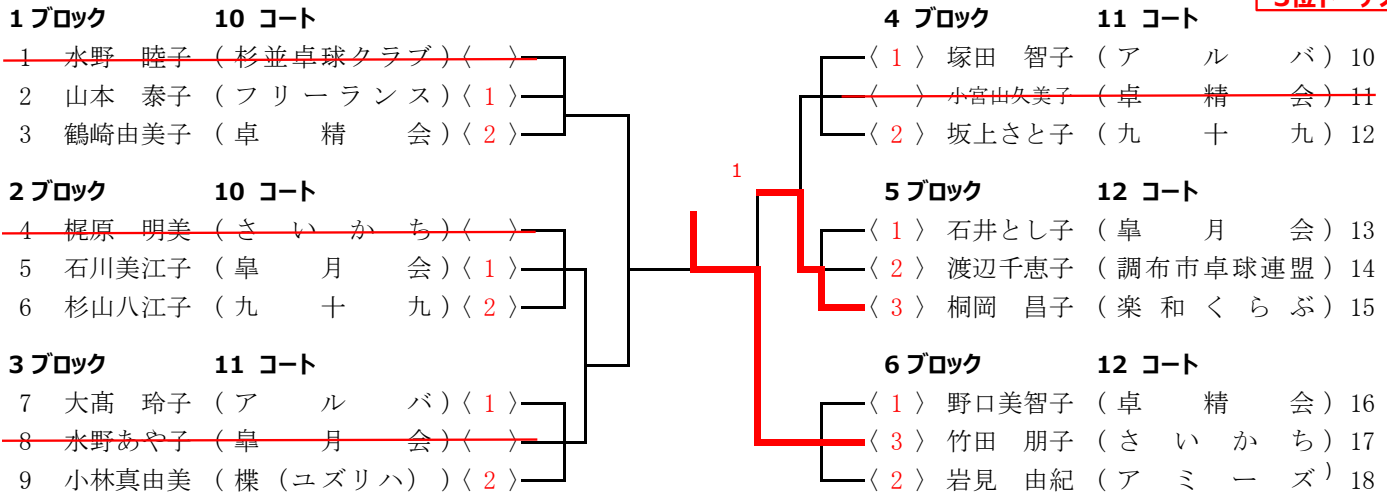 1ブロック 10 コート
1 水野 睦子 (杉並卓球クラブ)〈 〉
2 山本 泰子 (フリーランス)〈 1 〉
3 鶴崎由美子 (卓精会)〈 2 〉
2ブロック 10 コート
4 梶原 明美 (さいかち)〈 〉
5 石川美江子 (皐月会)〈 1 〉
6 杉山八江子 (九十九)〈 2 〉
3ブロック 11 コート
7 大髙 玲子 (アルバ)〈 1 〉
8 水野あや子 (皐月会)〈 〉
9 小林真由美 (楪(ユズリハ))〈 2 〉
1
4 ブロック 11 コート
〈 1 〉 塚田 智子 (アルバ) 10
〈 〉 小宮山久美子 (卓精会) 11
〈 2 〉 坂上さと子 (九十九) 12
5ブロック 12 コート
〈 1 〉 石井とし子 (皐月会) 13
〈 2 〉 渡辺千恵子 (調布市卓球連盟) 14
〈 3 〉 桐岡 昌子 (楽和くらぶ) 15
6ブロック 12 コート
〈 1 〉 野口美智子 (卓精会) 16
〈 3 〉 竹田 朋子 (さいかち) 17
〈 2 〉 岩見 由紀 (アミーズ) 18